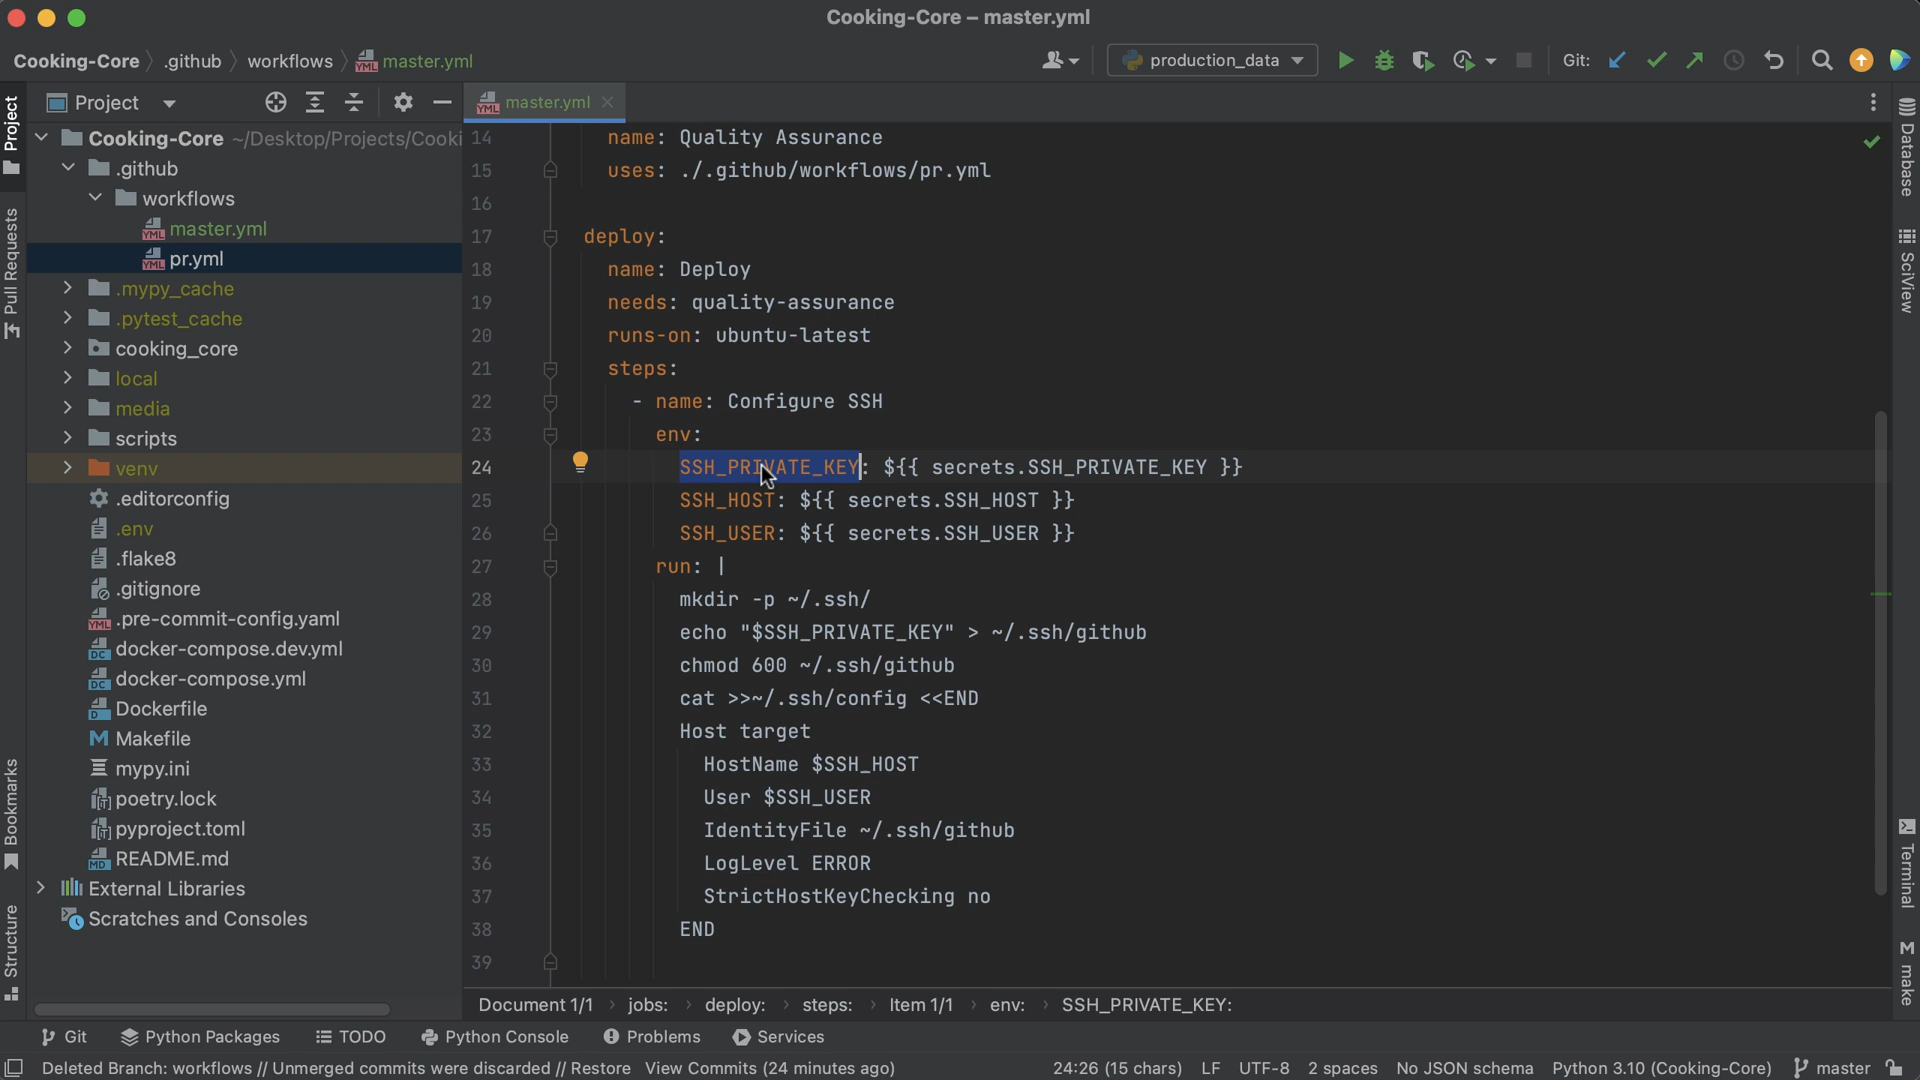 Cooking-Core – master.yml
Cooking-Core .github workflows master.yml
production_data
Git:
Project
master.yml
Project
Pull Requests
Bookmarks
Structure
Cooking-Core ~/Desktop/Projects/Cooki
.github
workflows
master.yml
pr.yml
.mypy_cache
.pytest_cache
cooking_core
local
media
scripts
venv
.editorconfig
.env
.flake8
.gitignore
.pre-commit-config.yaml
docker-compose.dev.yml
docker-compose.yml
Dockerfile
Makefile
mypy.ini
poetry.lock
pyproject.toml
README.md
External Libraries
Scratches and Consoles
14 name: Quality Assurance
15 uses: ./.github/workflows/pr.yml
16
17 deploy:
18 name: Deploy
19 needs: quality-assurance
20 runs-on: ubuntu-latest
21 steps:
22 - name: Configure SSH
23 env:
24 SSH_PRIVATE_KEY: ${{ secrets.SSH_PRIVATE_KEY }}
25 SSH_HOST: ${{ secrets.SSH_HOST }}
26 SSH_USER: ${{ secrets.SSH_USER }}
27 run: |
28 mkdir -p ~/.ssh/
29 echo "$SSH_PRIVATE_KEY" > ~/.ssh/github
30 chmod 600 ~/.ssh/github
31 cat >>~/.ssh/config <<END
32 Host target
33 HostName $SSH_HOST
34 User $SSH_USER
35 IdentityFile ~/.ssh/github
36 LogLevel ERROR
37 StrictHostKeyChecking no
38 END
39
Database
SciView
Terminal
make
Document 1/1 jobs: deploy: steps: Item 1/1 env: SSH_PRIVATE_KEY:
Git Python Packages TODO Python Console Problems Services
Deleted Branch: workflows // Unmerged commits were discarded // Restore View Commits (24 minutes ago) 24:26 (15 chars) LF UTF-8 2 spaces No JSON schema Python 3.10 (Cooking-Core) master